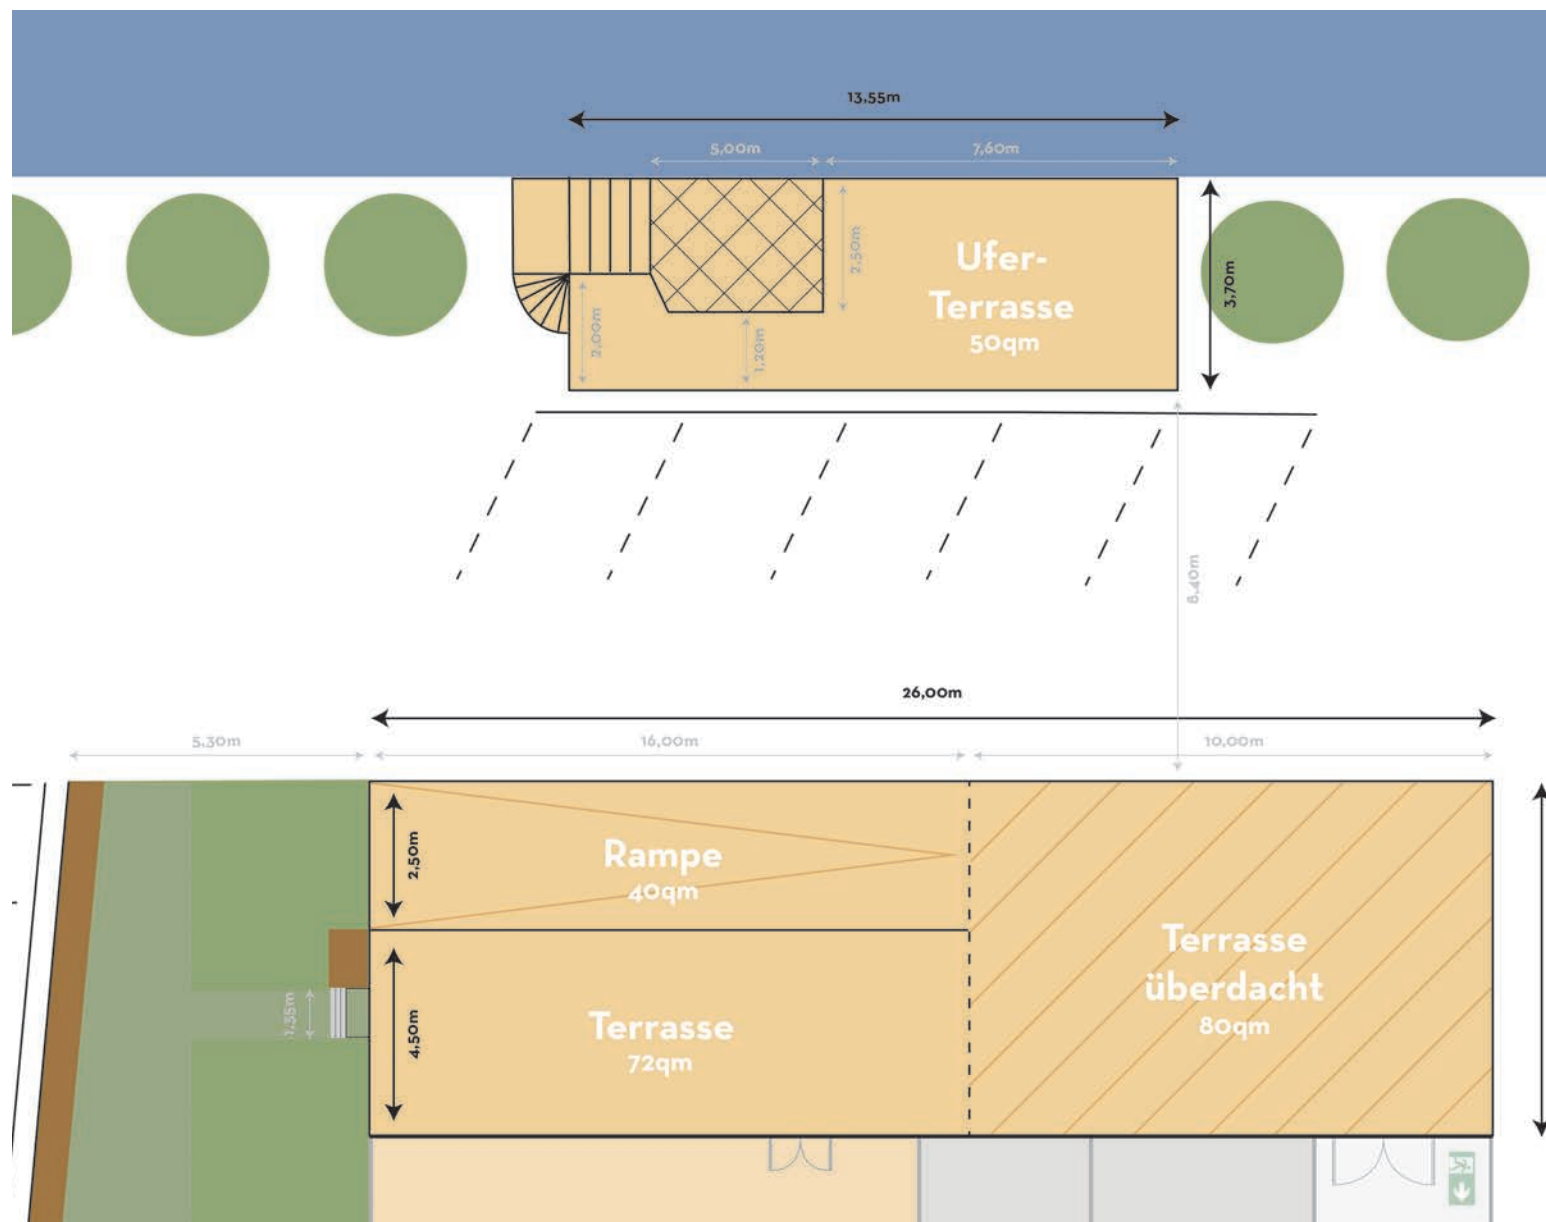 13,55m
5,00m
7,60m
2,50m
Ufer-
Terrasse
50qm
3,70m
2,00m
1,20m
8,40m
26,00m
5,30m
16,00m
10,00m
2,50m
Rampe
40qm
Terrasse
überdacht
80qm
1,35m
4,50m
Terrasse
72qm